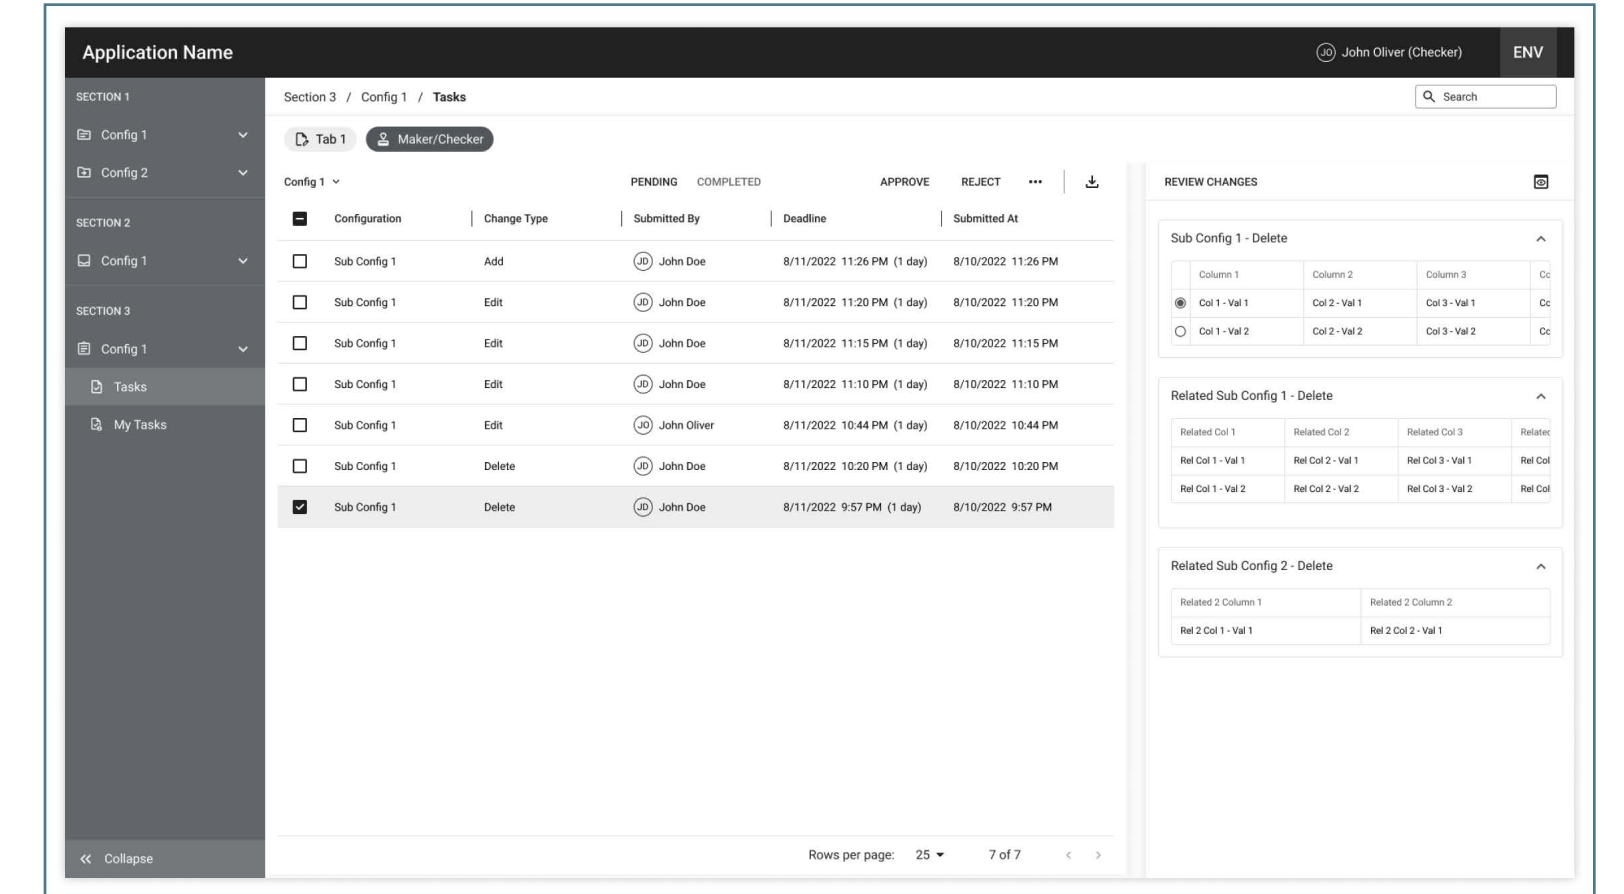 Application Name
JO John Oliver (Checker) ENV
SECTION 1
Config 1
Config 2
SECTION 2
Config 1
SECTION 3
Config 1
Tasks
My Tasks
Collapse
Section 3 / Config 1 / Tasks
Search
Tab 1 Maker/Checker
Config 1 PENDING COMPLETED APPROVE REJECT •••
Configuration Change Type Submitted By Deadline Submitted At
Sub Config 1 Add JD John Doe 8/11/2022 11:26 PM (1 day) 8/10/2022 11:26 PM
Sub Config 1 Edit JD John Doe 8/11/2022 11:20 PM (1 day) 8/10/2022 11:20 PM
Sub Config 1 Edit JD John Doe 8/11/2022 11:15 PM (1 day) 8/10/2022 11:15 PM
Sub Config 1 Edit JD John Doe 8/11/2022 11:10 PM (1 day) 8/10/2022 11:10 PM
Sub Config 1 Edit JO John Oliver 8/11/2022 10:44 PM (1 day) 8/10/2022 10:44 PM
Sub Config 1 Delete JD John Doe 8/11/2022 10:20 PM (1 day) 8/10/2022 10:20 PM
Sub Config 1 Delete JD John Doe 8/11/2022 9:57 PM (1 day) 8/10/2022 9:57 PM
Rows per page: 25 7 of 7
REVIEW CHANGES
Sub Config 1 - Delete
Column 1 Column 2 Column 3 Co
Col 1 - Val 1 Col 2 - Val 1 Col 3 - Val 1 Co
Col 1 - Val 2 Col 2 - Val 2 Col 3 - Val 2 Co
Related Sub Config 1 - Delete
Related Col 1 Related Col 2 Related Col 3 Related
Rel Col 1 - Val 1 Rel Col 2 - Val 1 Rel Col 3 - Val 1 Rel Col
Rel Col 1 - Val 2 Rel Col 2 - Val 2 Rel Col 3 - Val 2 Rel Col
Related Sub Config 2 - Delete
Related 2 Column 1 Related 2 Column 2
Rel 2 Col 1 - Val 1 Rel 2 Col 2 - Val 1